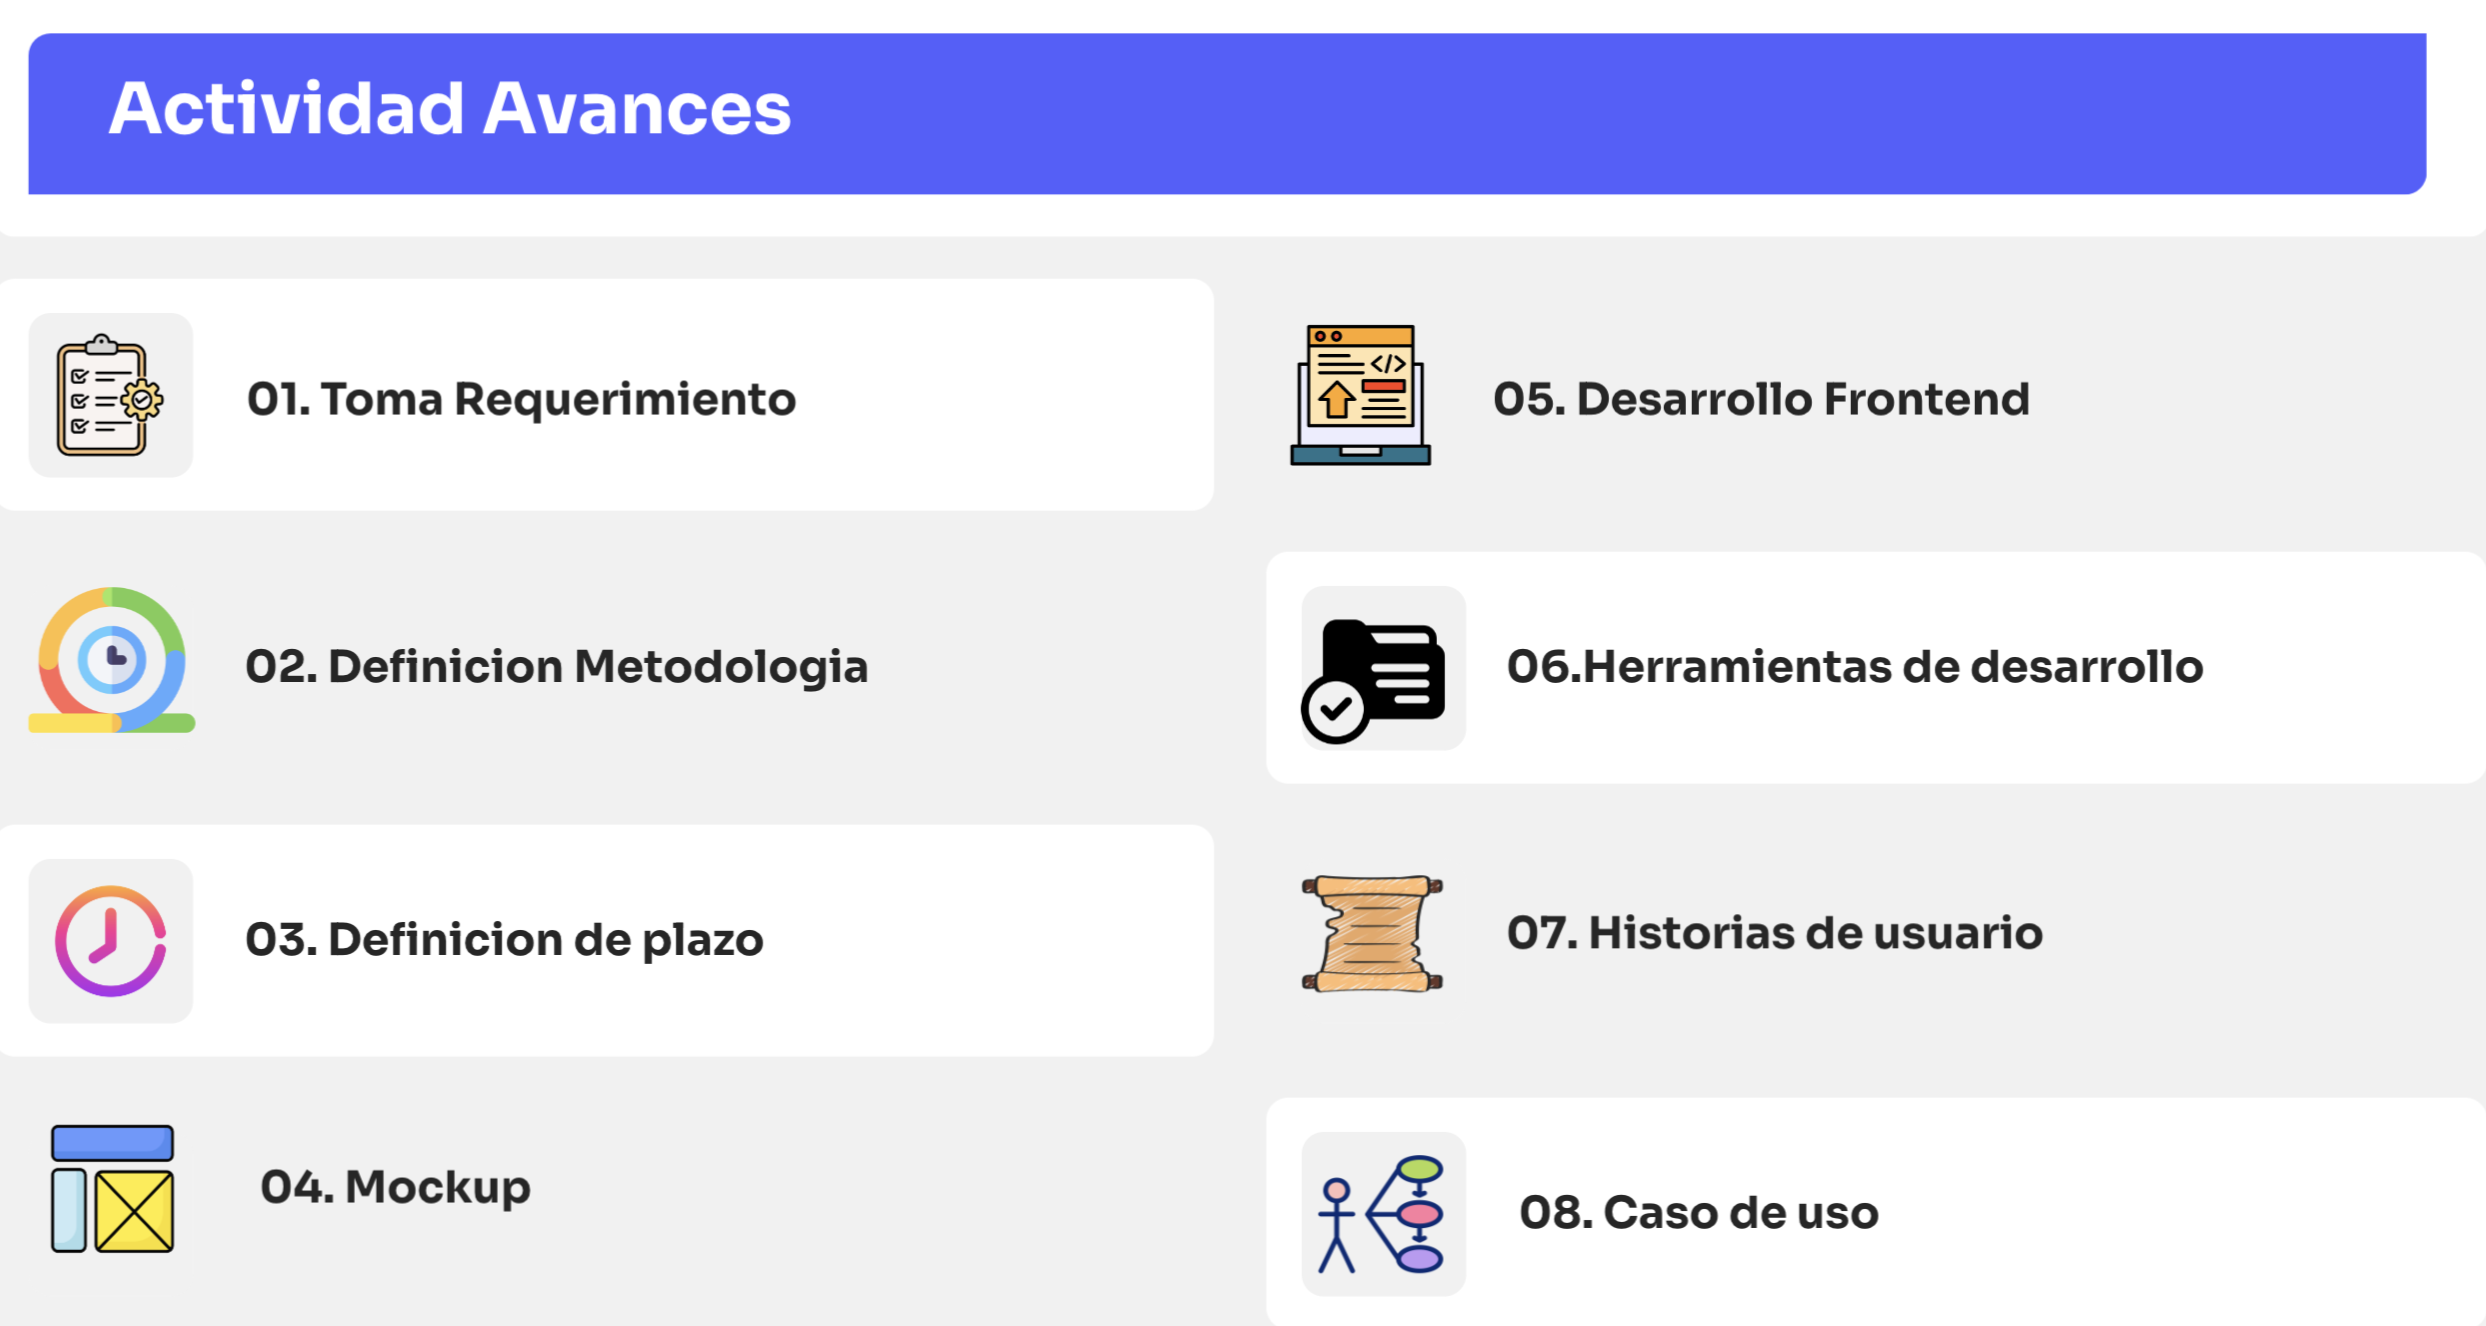 Actividad Avances
01. Toma Requerimiento
02. Definicion Metodologia
03. Definicion de plazo
04. Mockup
05. Desarrollo Frontend
06.Herramientas de desarrollo
07. Historias de usuario
08. Caso de uso